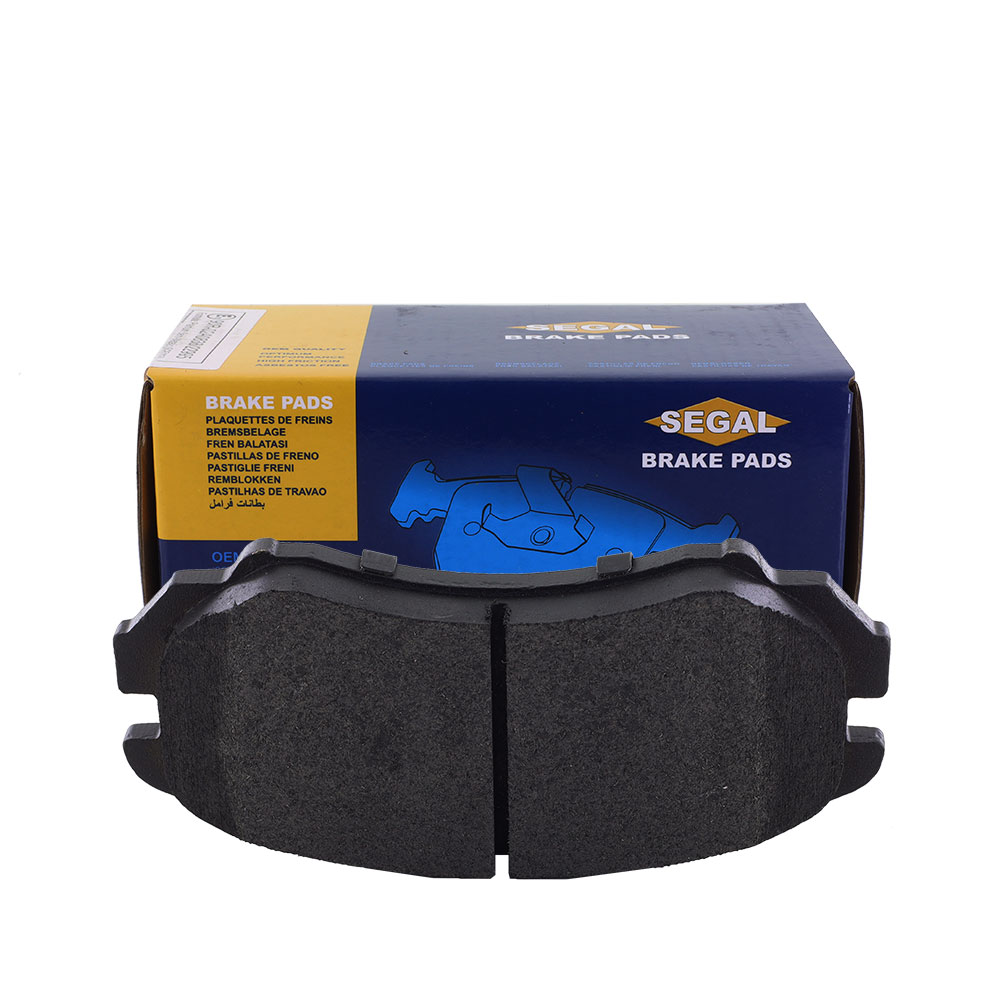 SEGAL
BRAKE PADS
OEM QUALITY
OPTIMUM
PERFORMANCE
HIGH FRICTION
ASBESTOS FREE
BRAKE PADS
PLAQUETTES DE FREINS
BREMSBELAGE
FREN BALATASI
PASTILLAS DE FRENO
PASTIGLIE FRENI
REMBLOKKEN
PASTILHAS DE TRAVAO
بطانات فرامل
OEM
SEGAL
BRAKE PADS